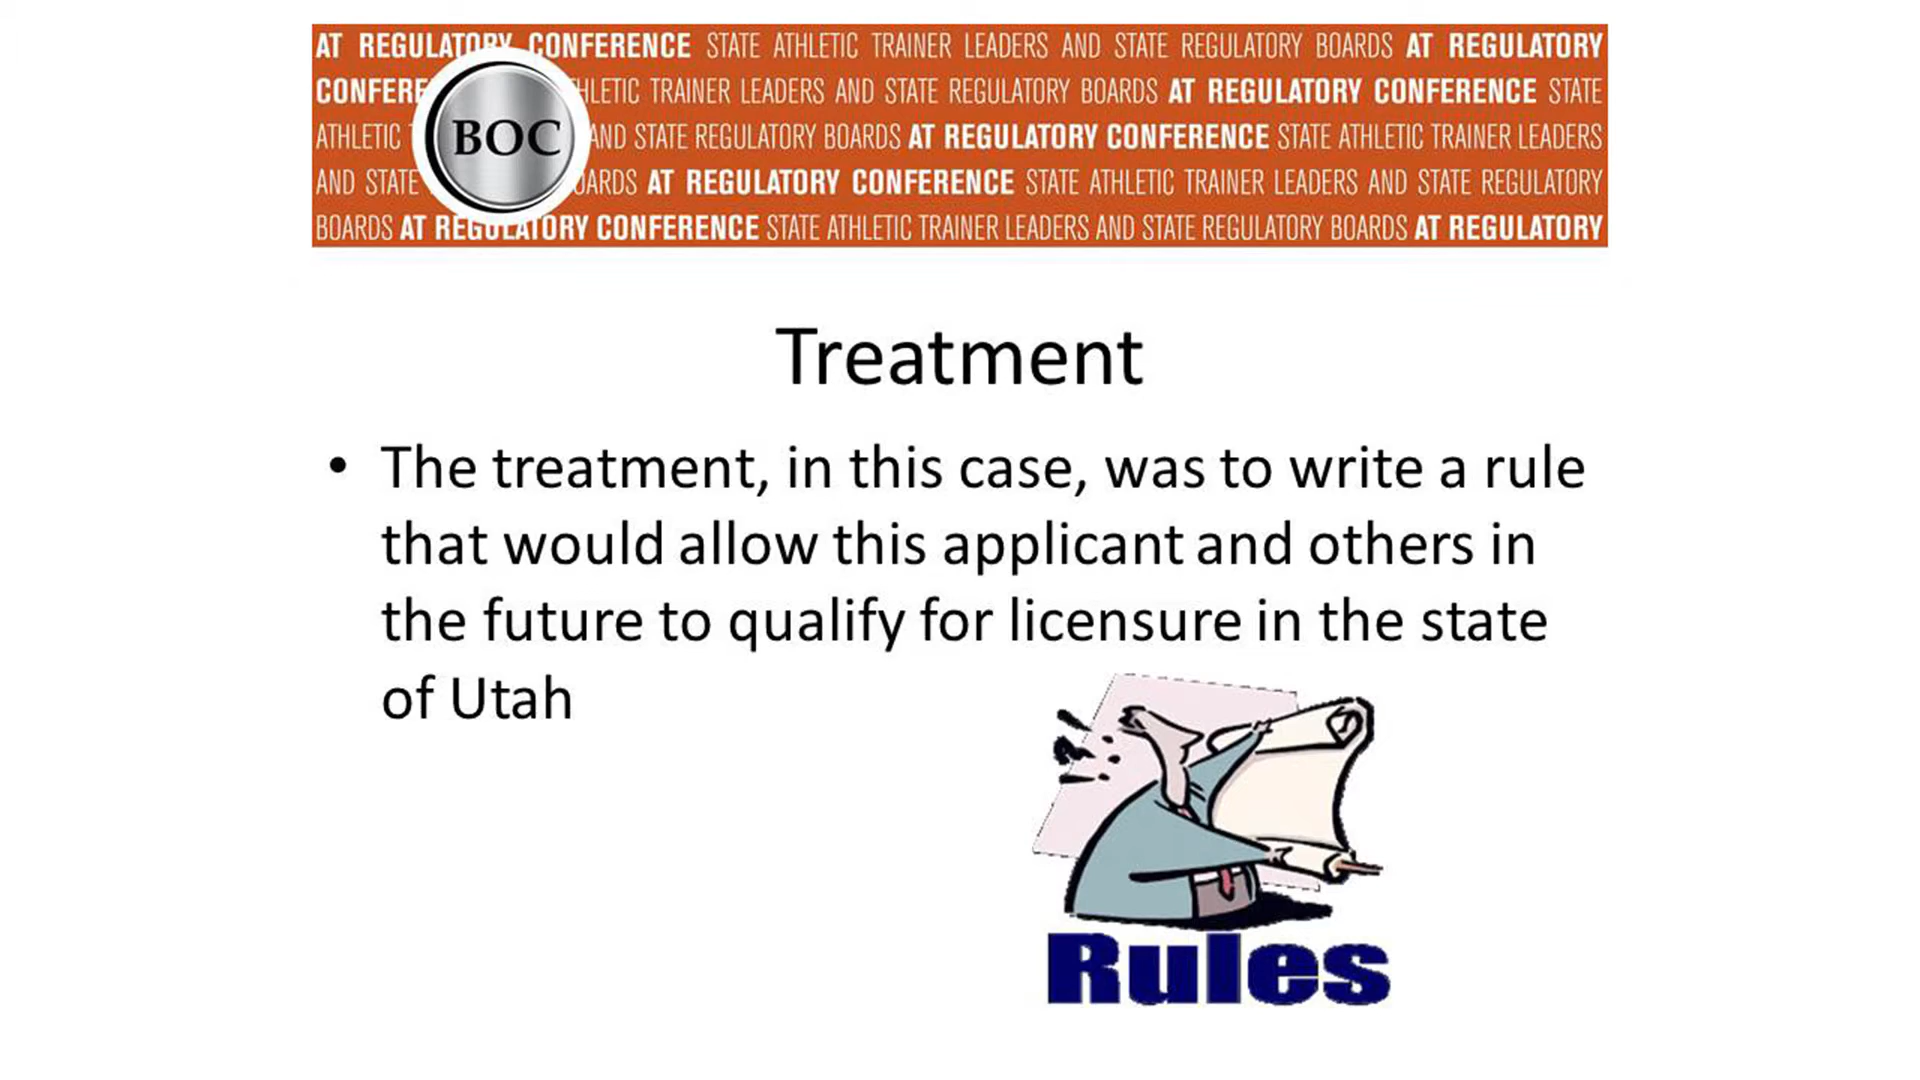 AT REGULATORY CONFERENCE STATE ATHLETIC TRAINER LEADERS AND STATE REGULATORY BOARDS AT REGULATORY
THLETIC TRAINER LEADERS AND STATE REGULATORY BOARDS AT REGULATORY CONFERENCE STATE
ATHLETIC AND STATE REGULATORY BOARDS AT REGULATORY CONFERENCE STATE ATHLETIC TRAINER LEADERS
AND STATE AT REGULATORY CONFERENCE STATE ATHLETIC TRAINER LEADERS AND STATE REGULATORY
BOARDS AT REGULATORY CONFERENCE STATE ATHLETIC TRAINER LEADERS AND STATE REGULATORY BOARDS AT REGULATORY
BOC
Treatment
• The treatment, in this case, was to write a rule
that would allow this applicant and others in
the future to qualify for licensure in the state
of Utah
Rules